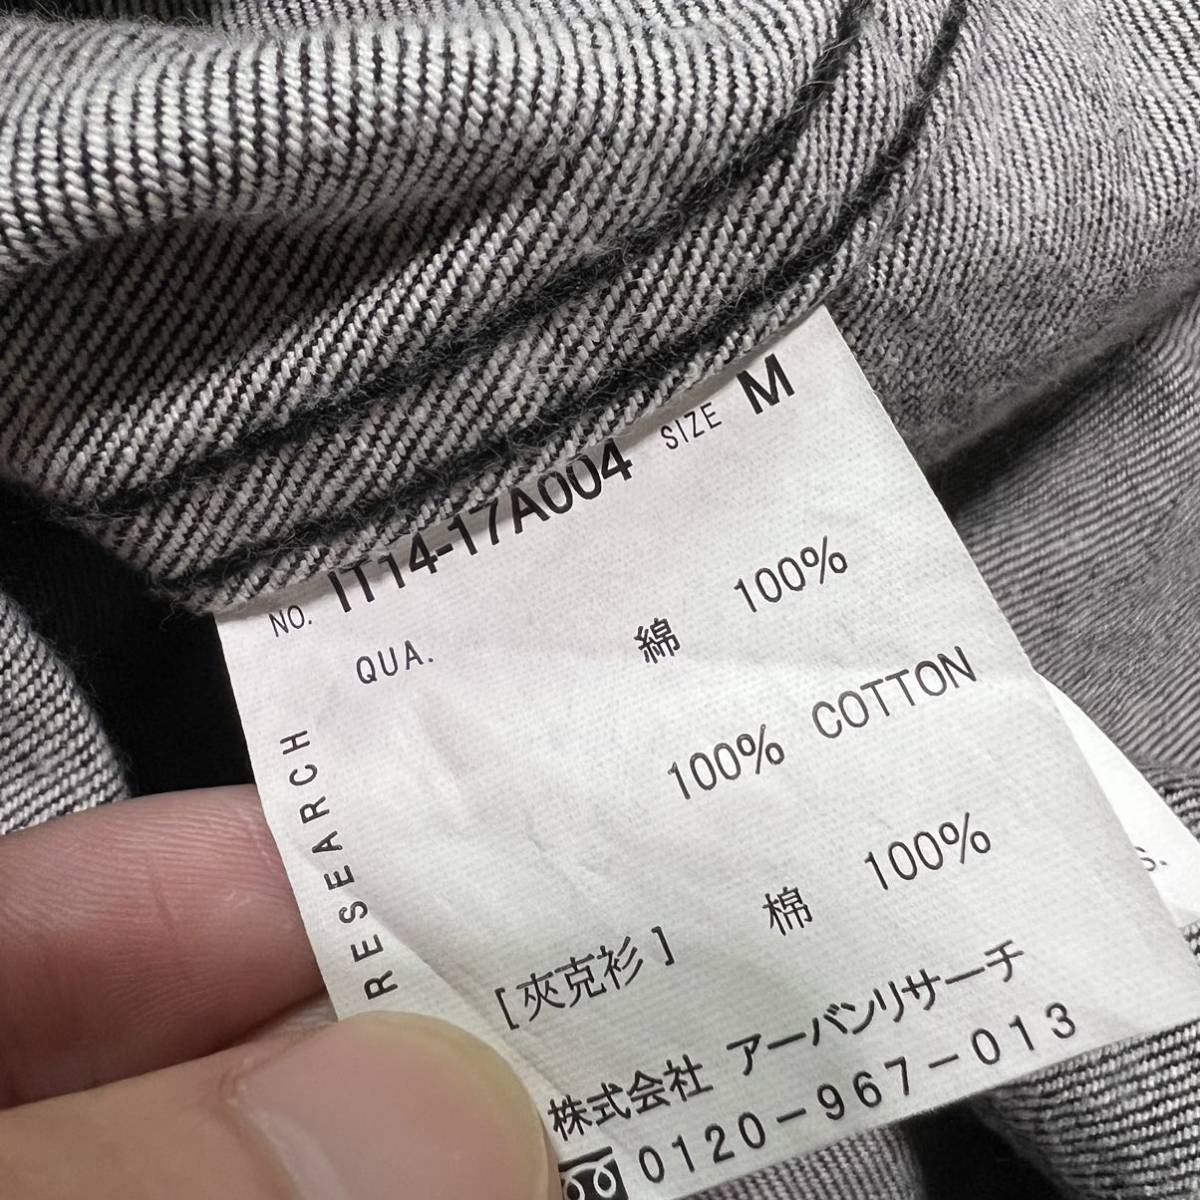 NO. IT14-17A004 SIZE M
QUA.
綿 100%
100% COTTON
棉 100%
[夾克衫]
株式会社 アーバンリサーチ
0120-967-013
RESEARCH
S.